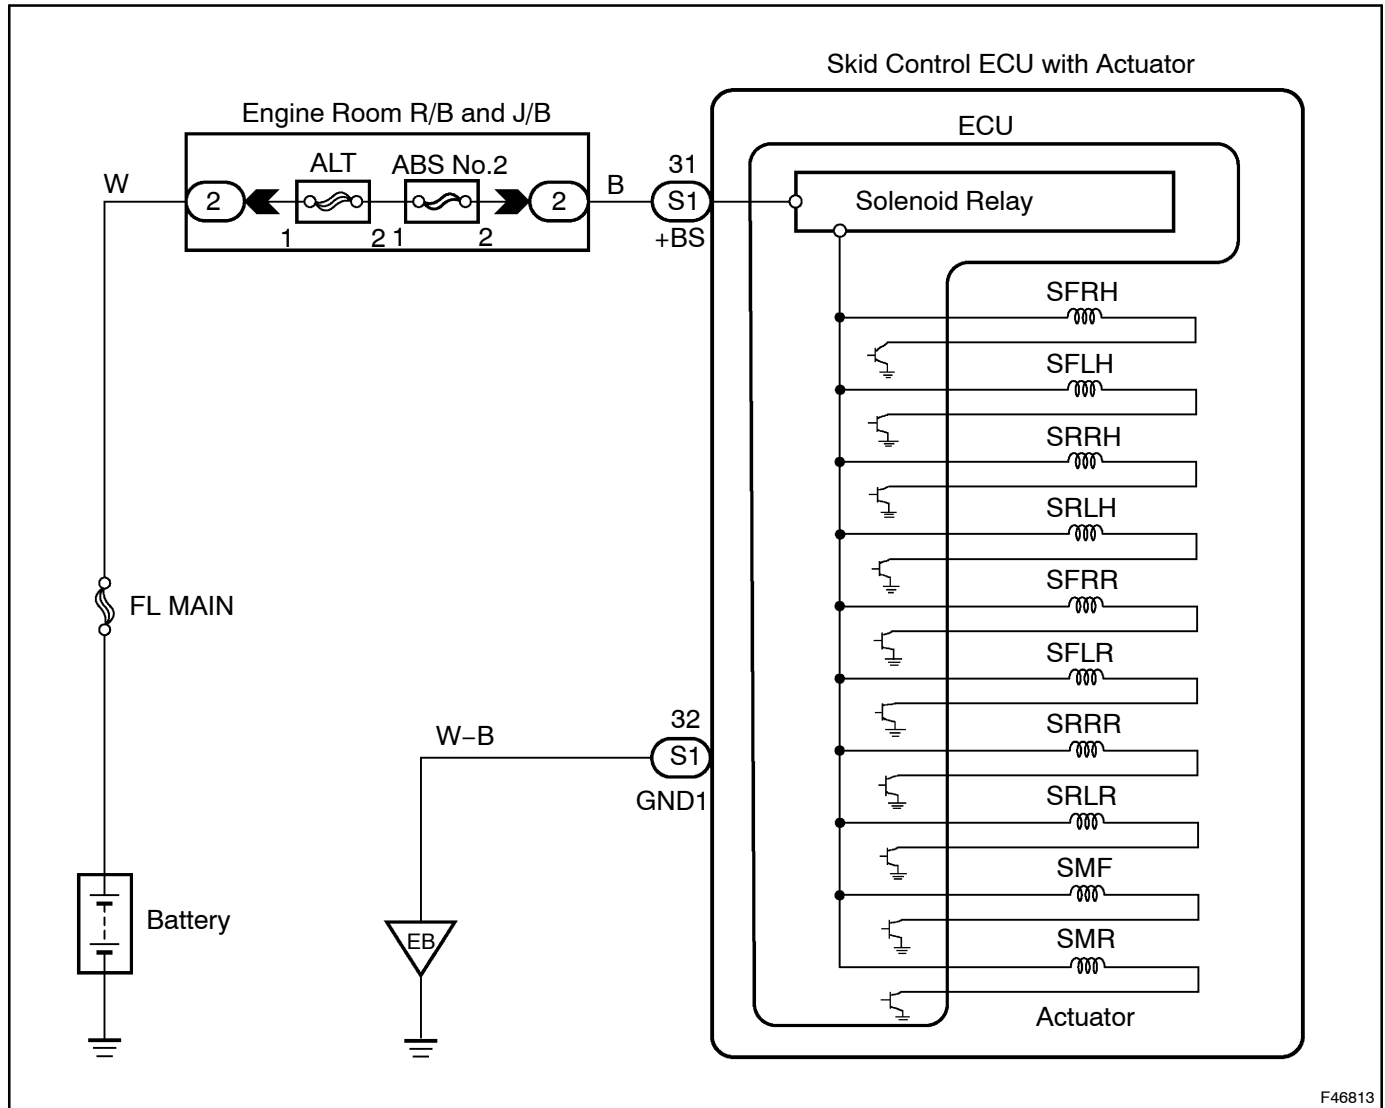 Skid Control ECU with Actuator
Engine Room R/B and J/B
ECU
ALT
ABS No.2
31
W
2
2
B
S1
Solenoid Relay
1
2
1
2
+BS
SFRH
SFLH
SRRH
SRLH
SFRR
FL MAIN
SFLR
32
SRRR
W–B
S1
GND1
SRLR
SMF
Battery
EB
SMR
Actuator
F46813